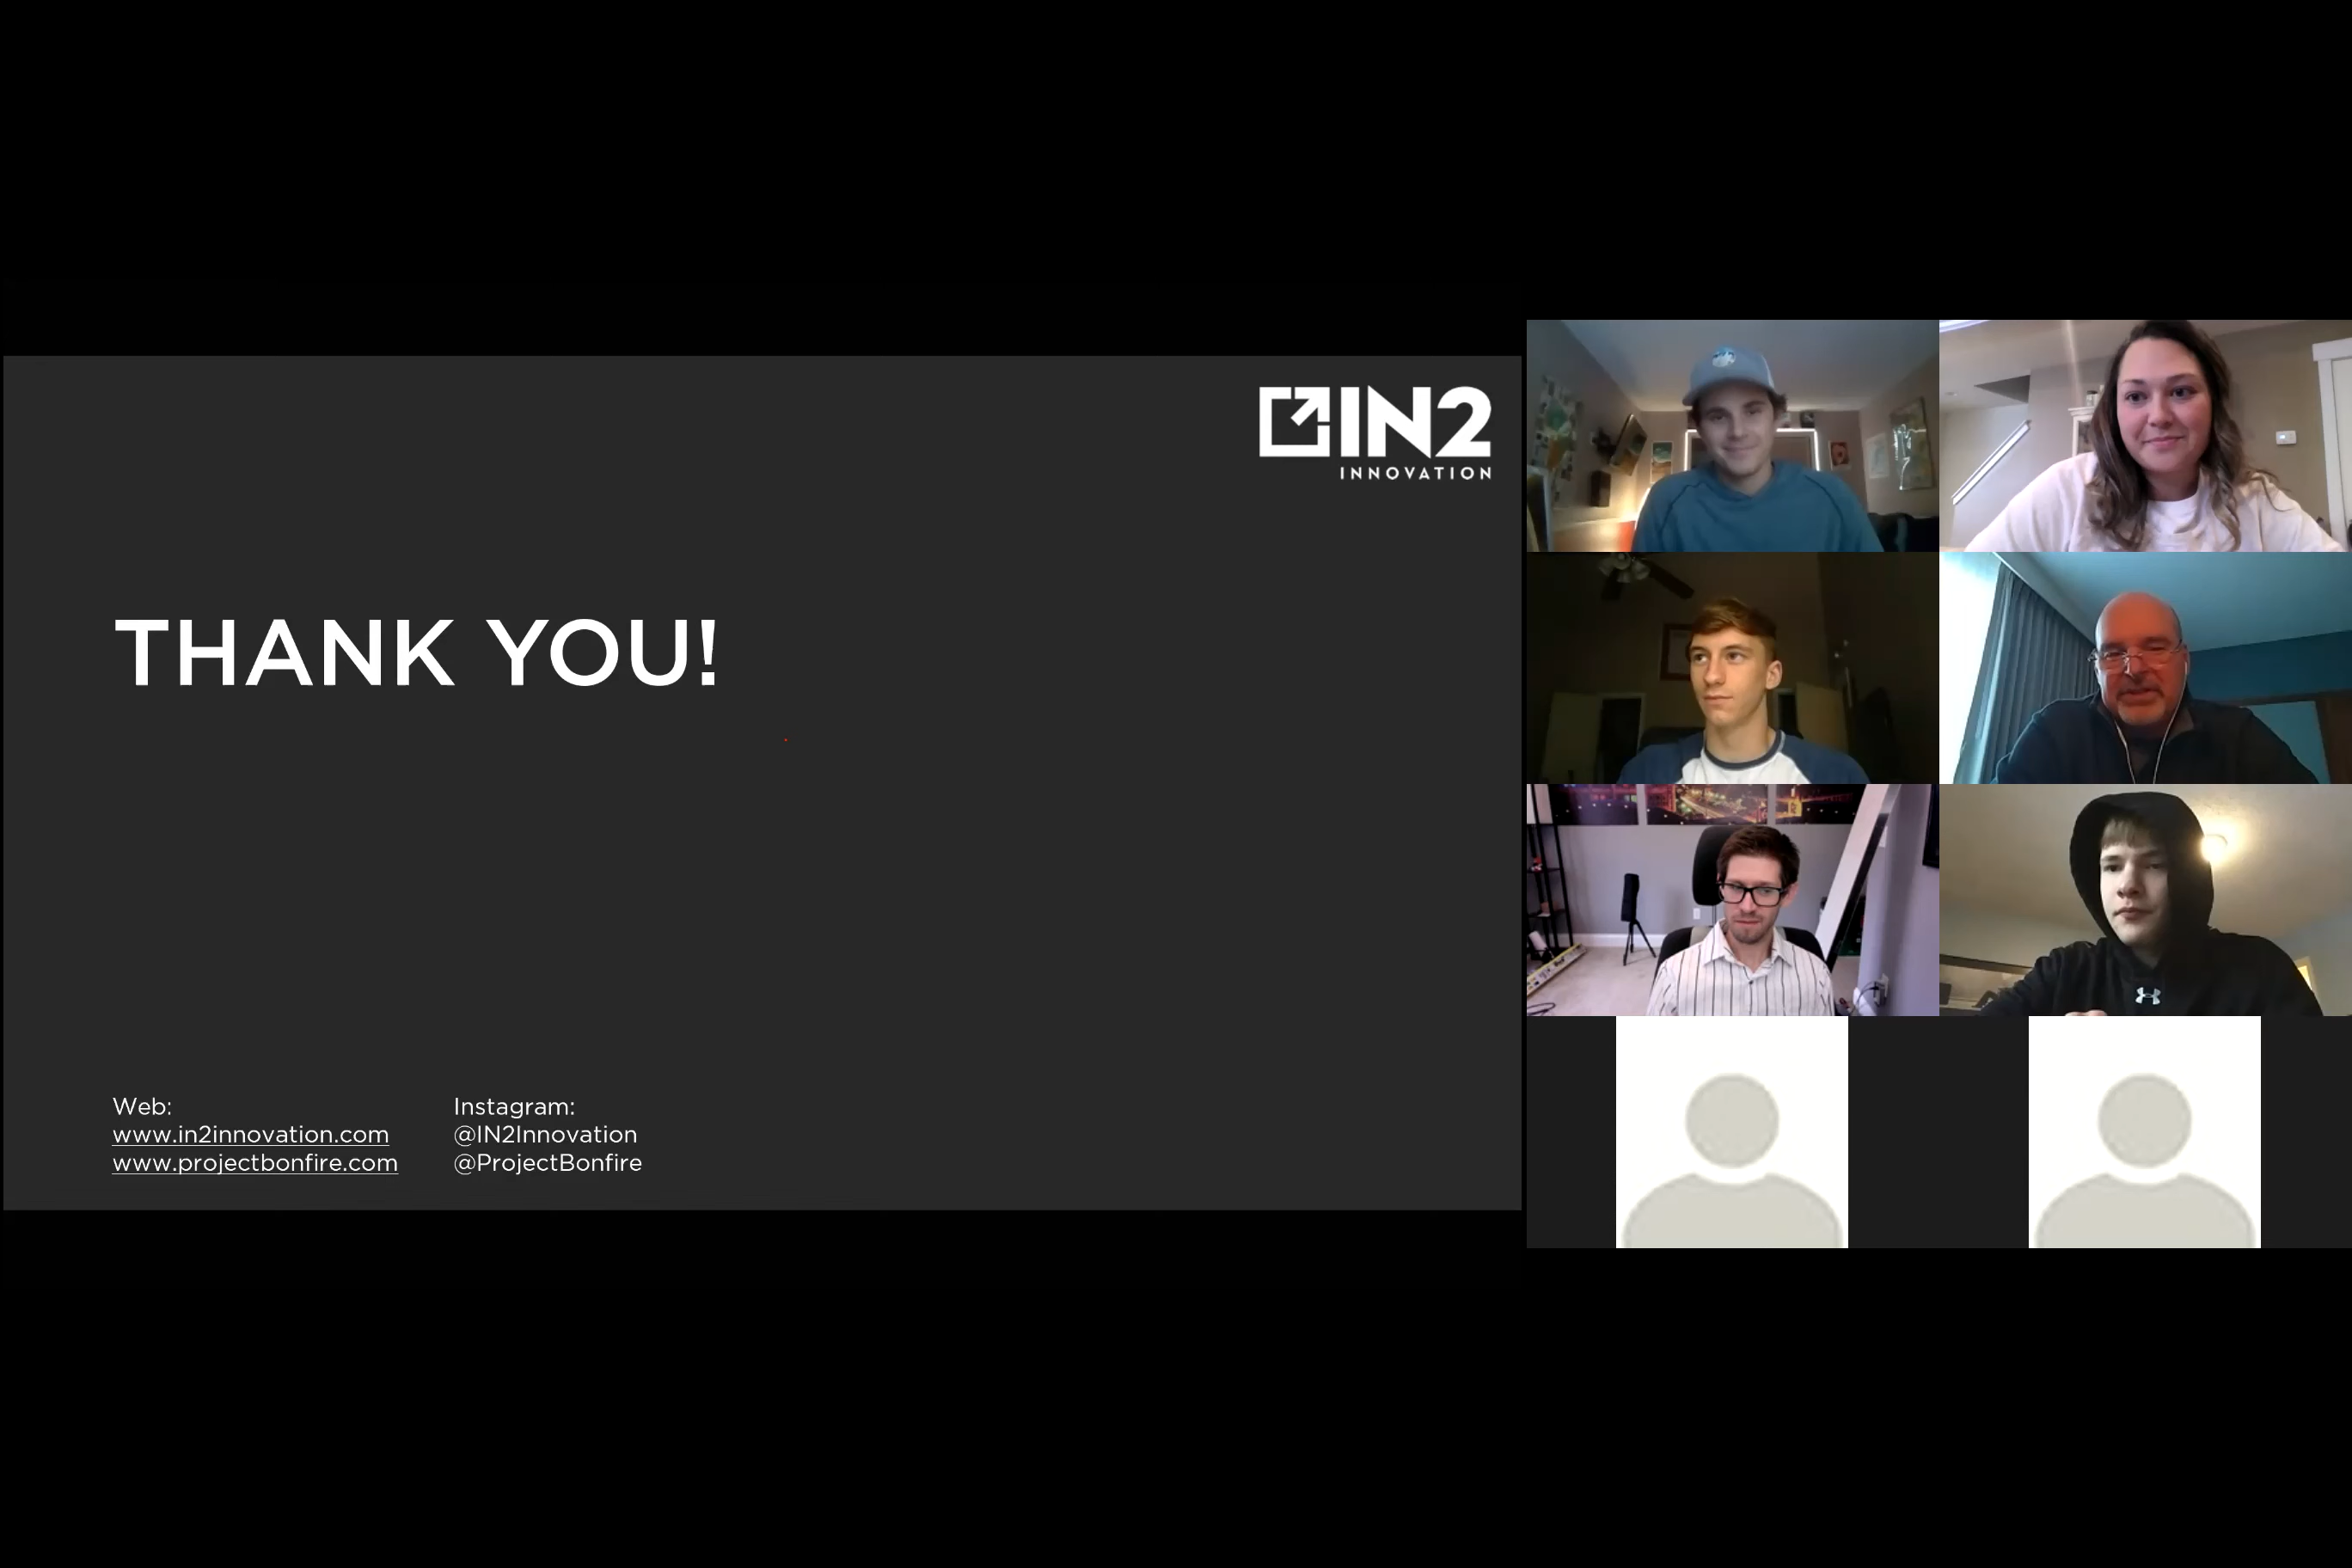 IN2
INNOVATION
THANK YOU!
Web:
www.in2innovation.com
www.projectbonfire.com
Instagram:
@IN2Innovation
@ProjectBonfire